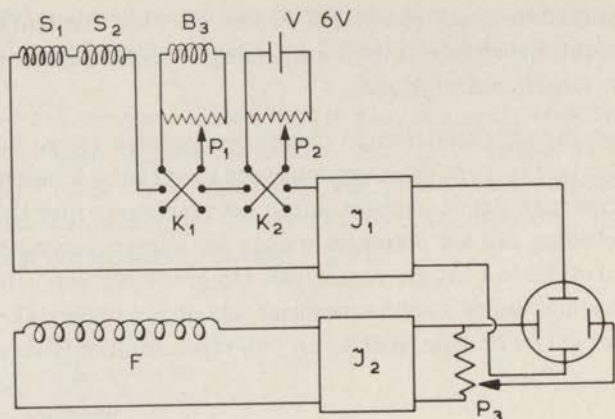 S₁ S₂ B₃ 6V
P₁ P₂
K₁ K₂ J₁
F J₂
P₃